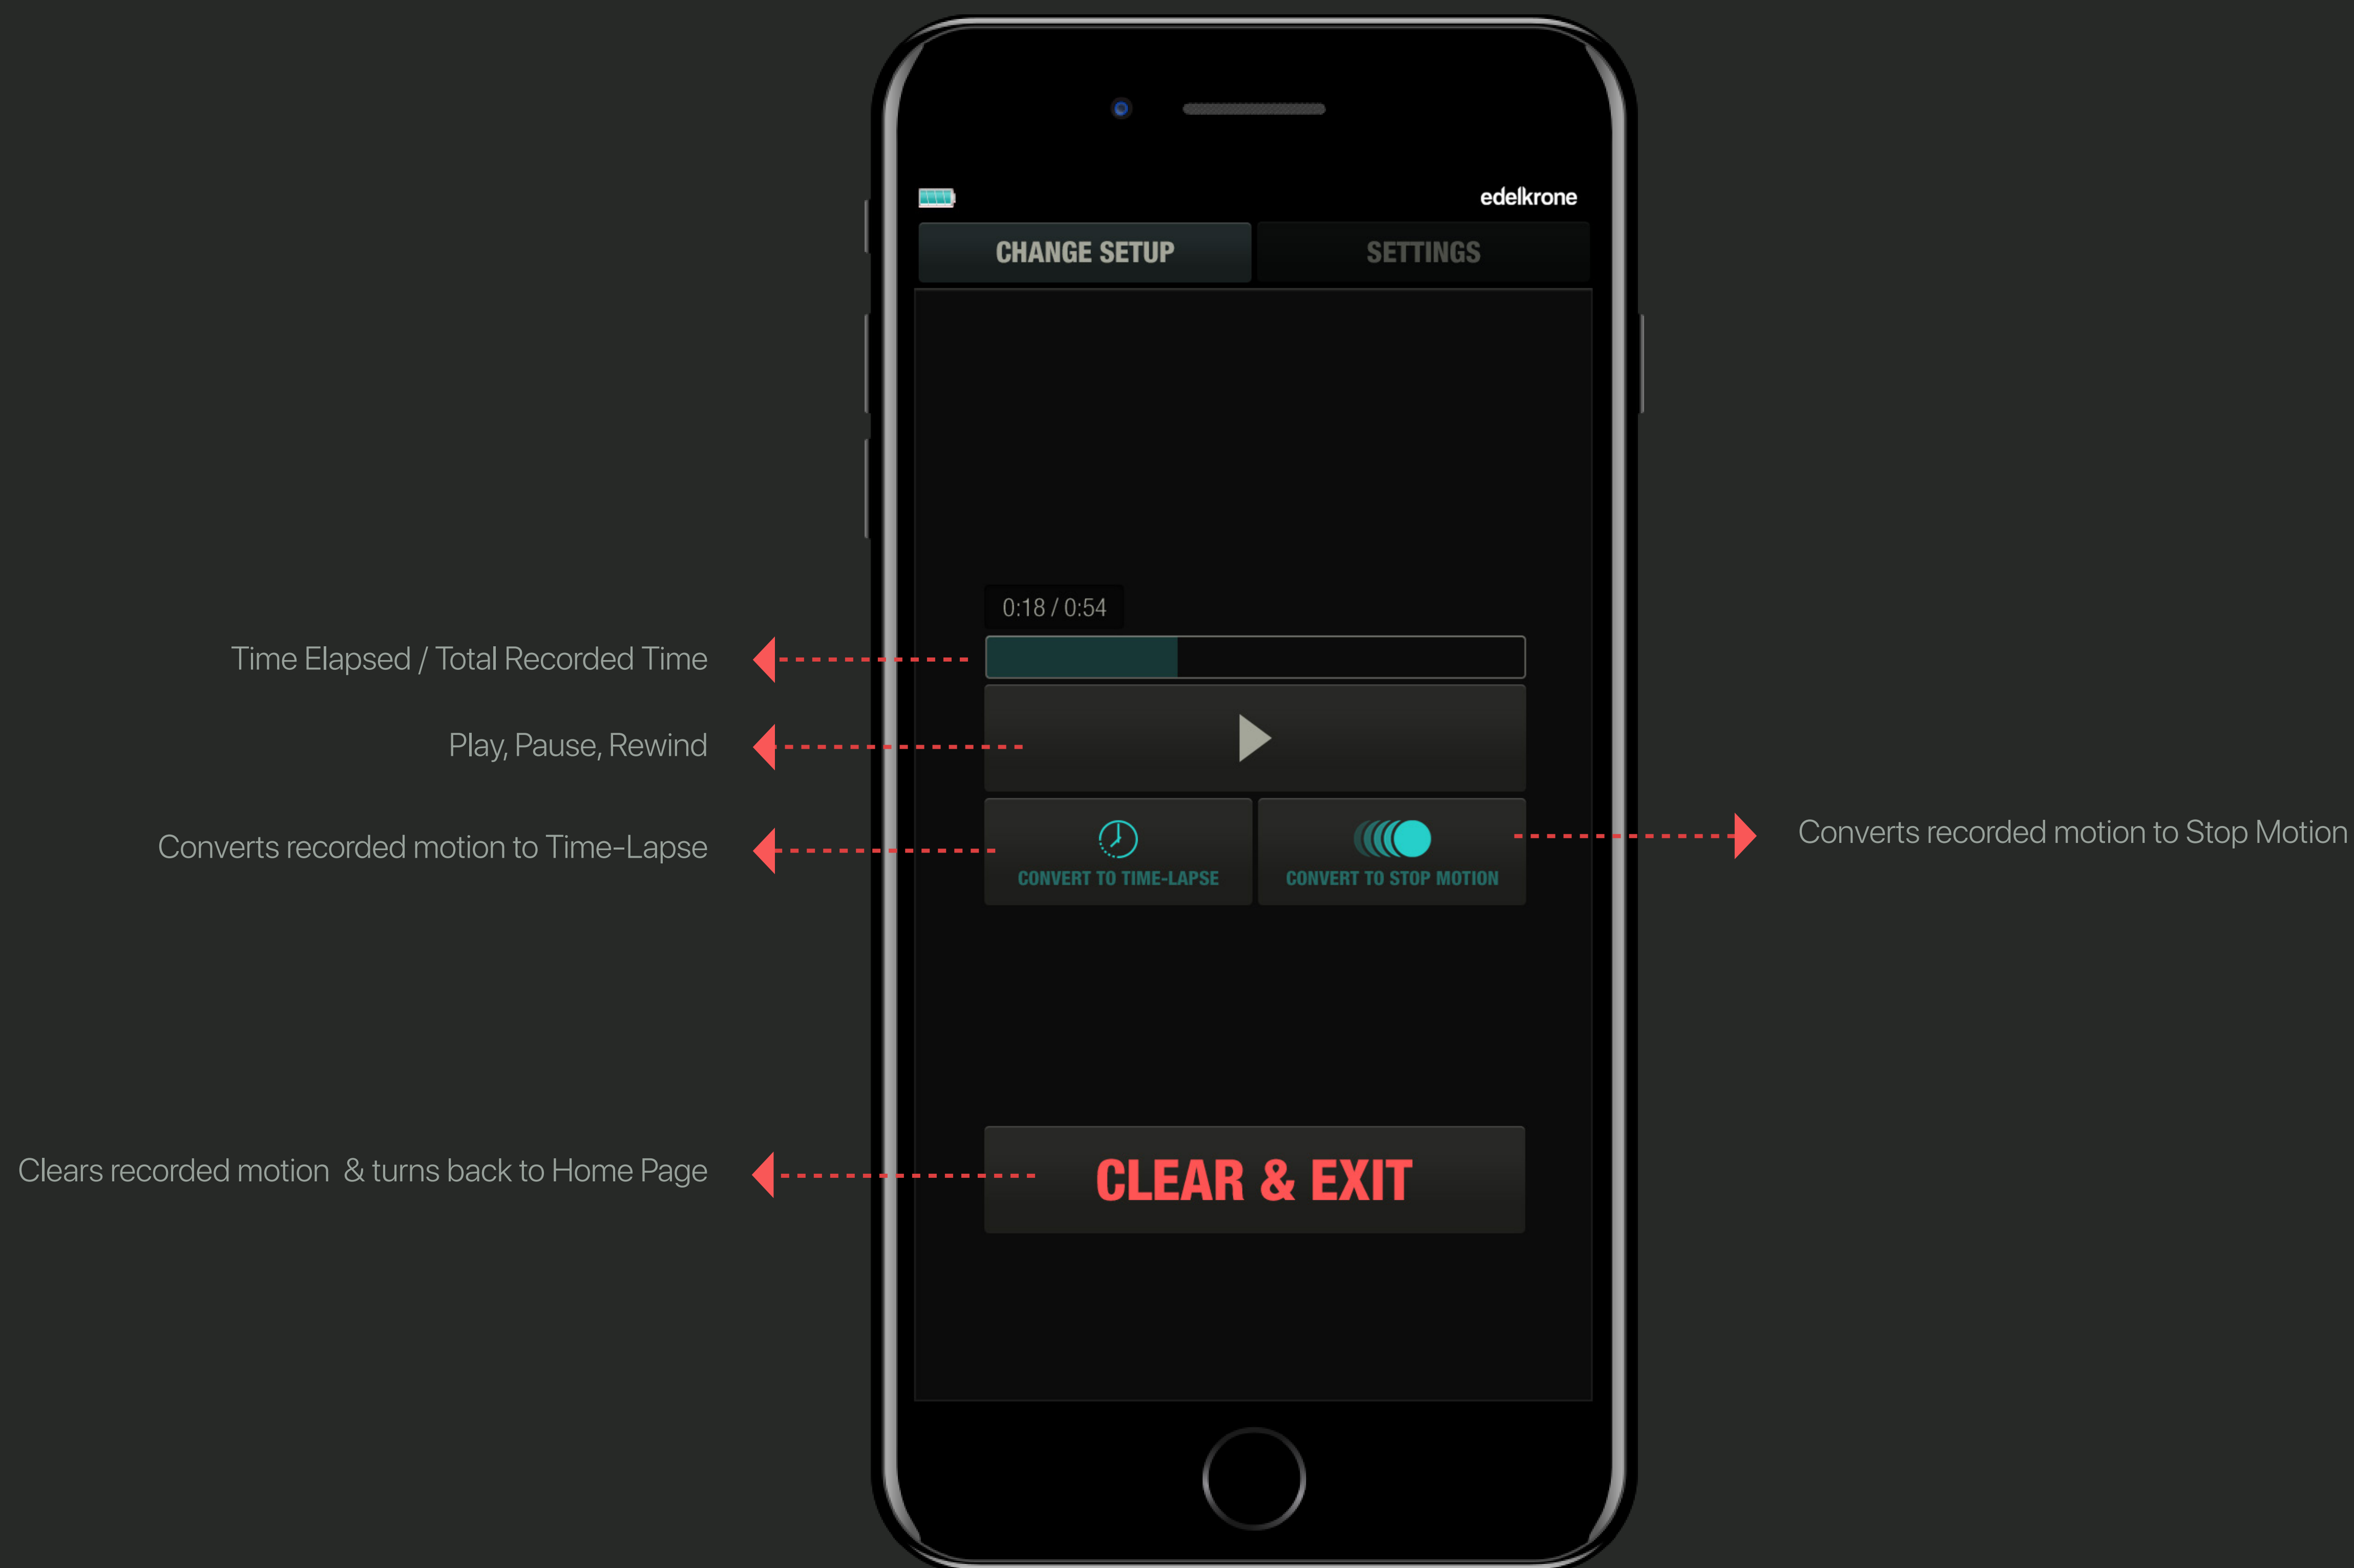 edelkrone
CHANGE SETUP
SETTINGS
0:18 / 0:54
Time Elapsed / Total Recorded Time
Play, Pause, Rewind
Converts recorded motion to Time-Lapse
CONVERT TO TIME-LAPSE
CONVERT TO STOP MOTION
Converts recorded motion to Stop Motion
Clears recorded motion & turns back to Home Page
CLEAR & EXIT